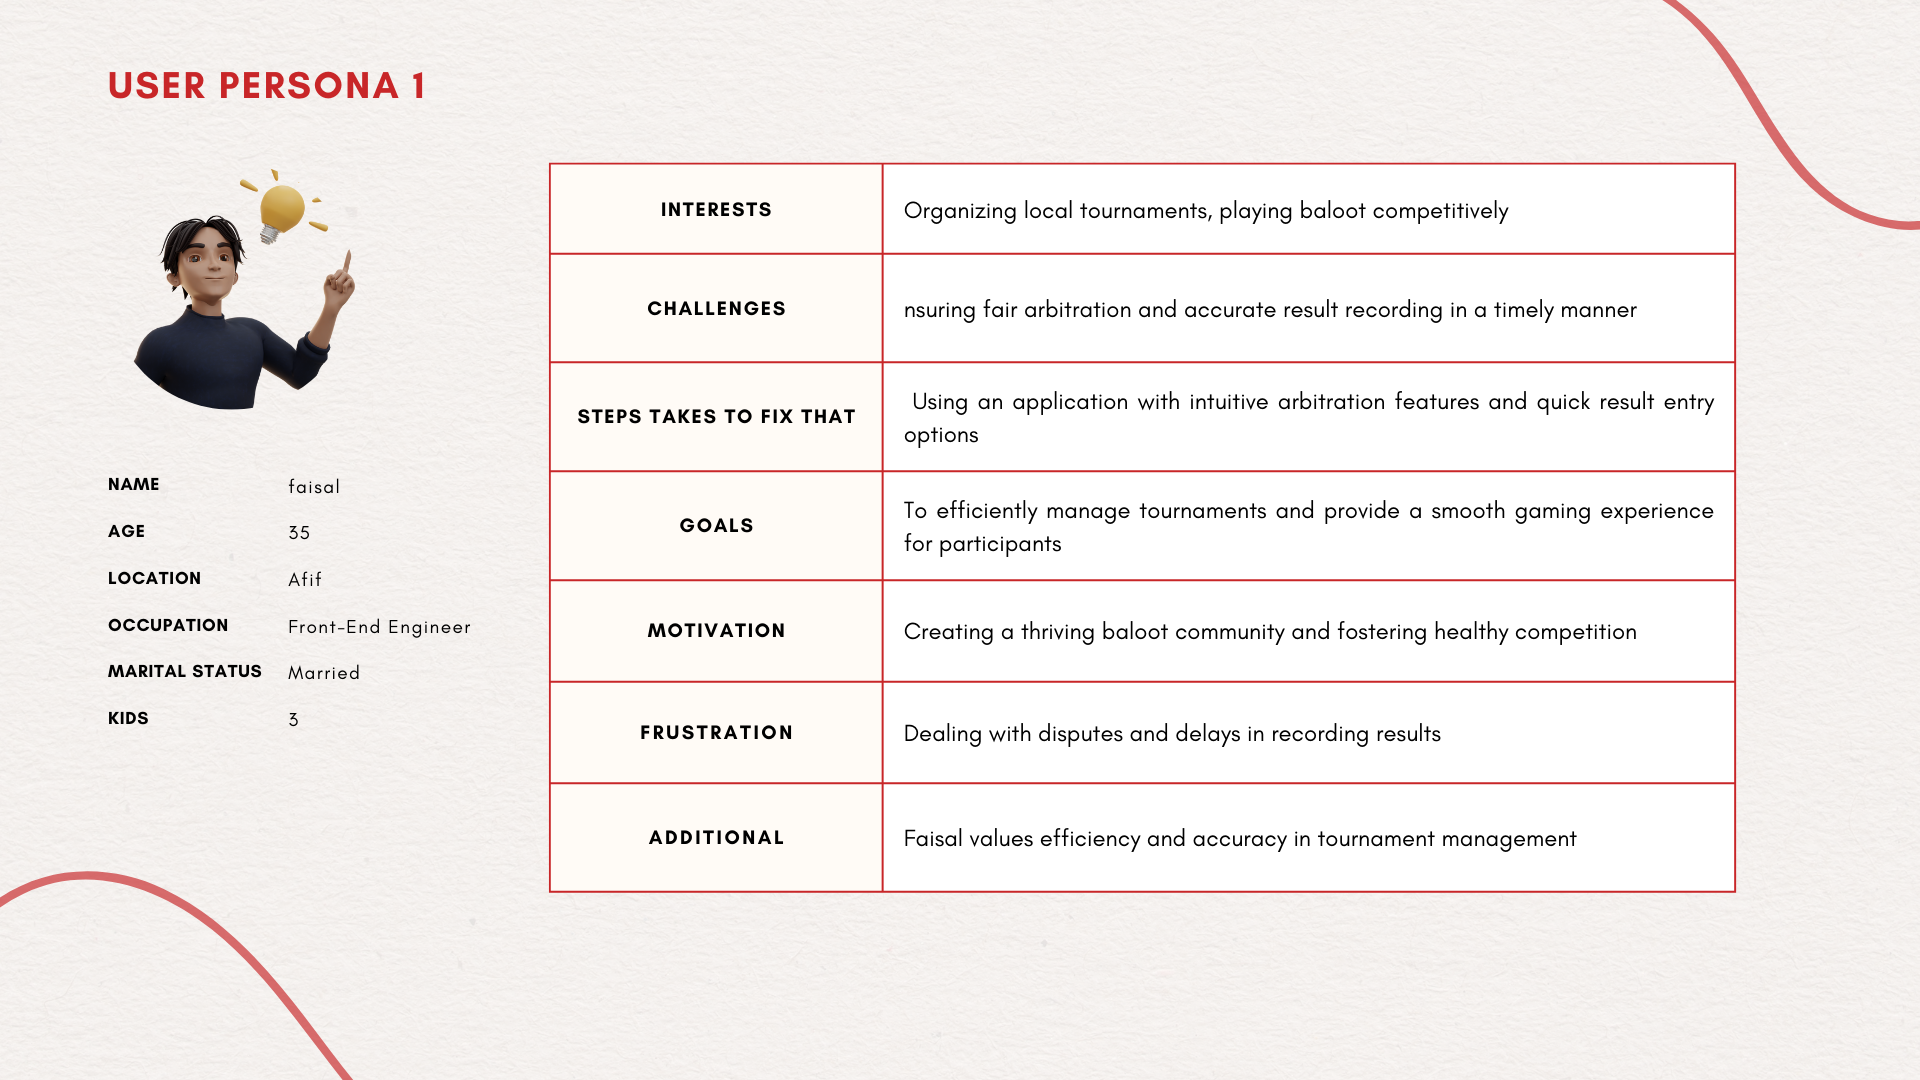 USER PERSONA 1
NAME faisal
AGE 35
LOCATION Afif
OCCUPATION Front-End Engineer
MARITAL STATUS Married
KIDS 3
INTERESTS Organizing local tournaments, playing baloot competitively
CHALLENGES nsuring fair arbitration and accurate result recording in a timely manner
STEPS TAKES TO FIX THAT Using an application with intuitive arbitration features and quick result entry
options
GOALS To efficiently manage tournaments and provide a smooth gaming experience
for participants
MOTIVATION Creating a thriving baloot community and fostering healthy competition
FRUSTRATION Dealing with disputes and delays in recording results
ADDITIONAL Faisal values efficiency and accuracy in tournament management